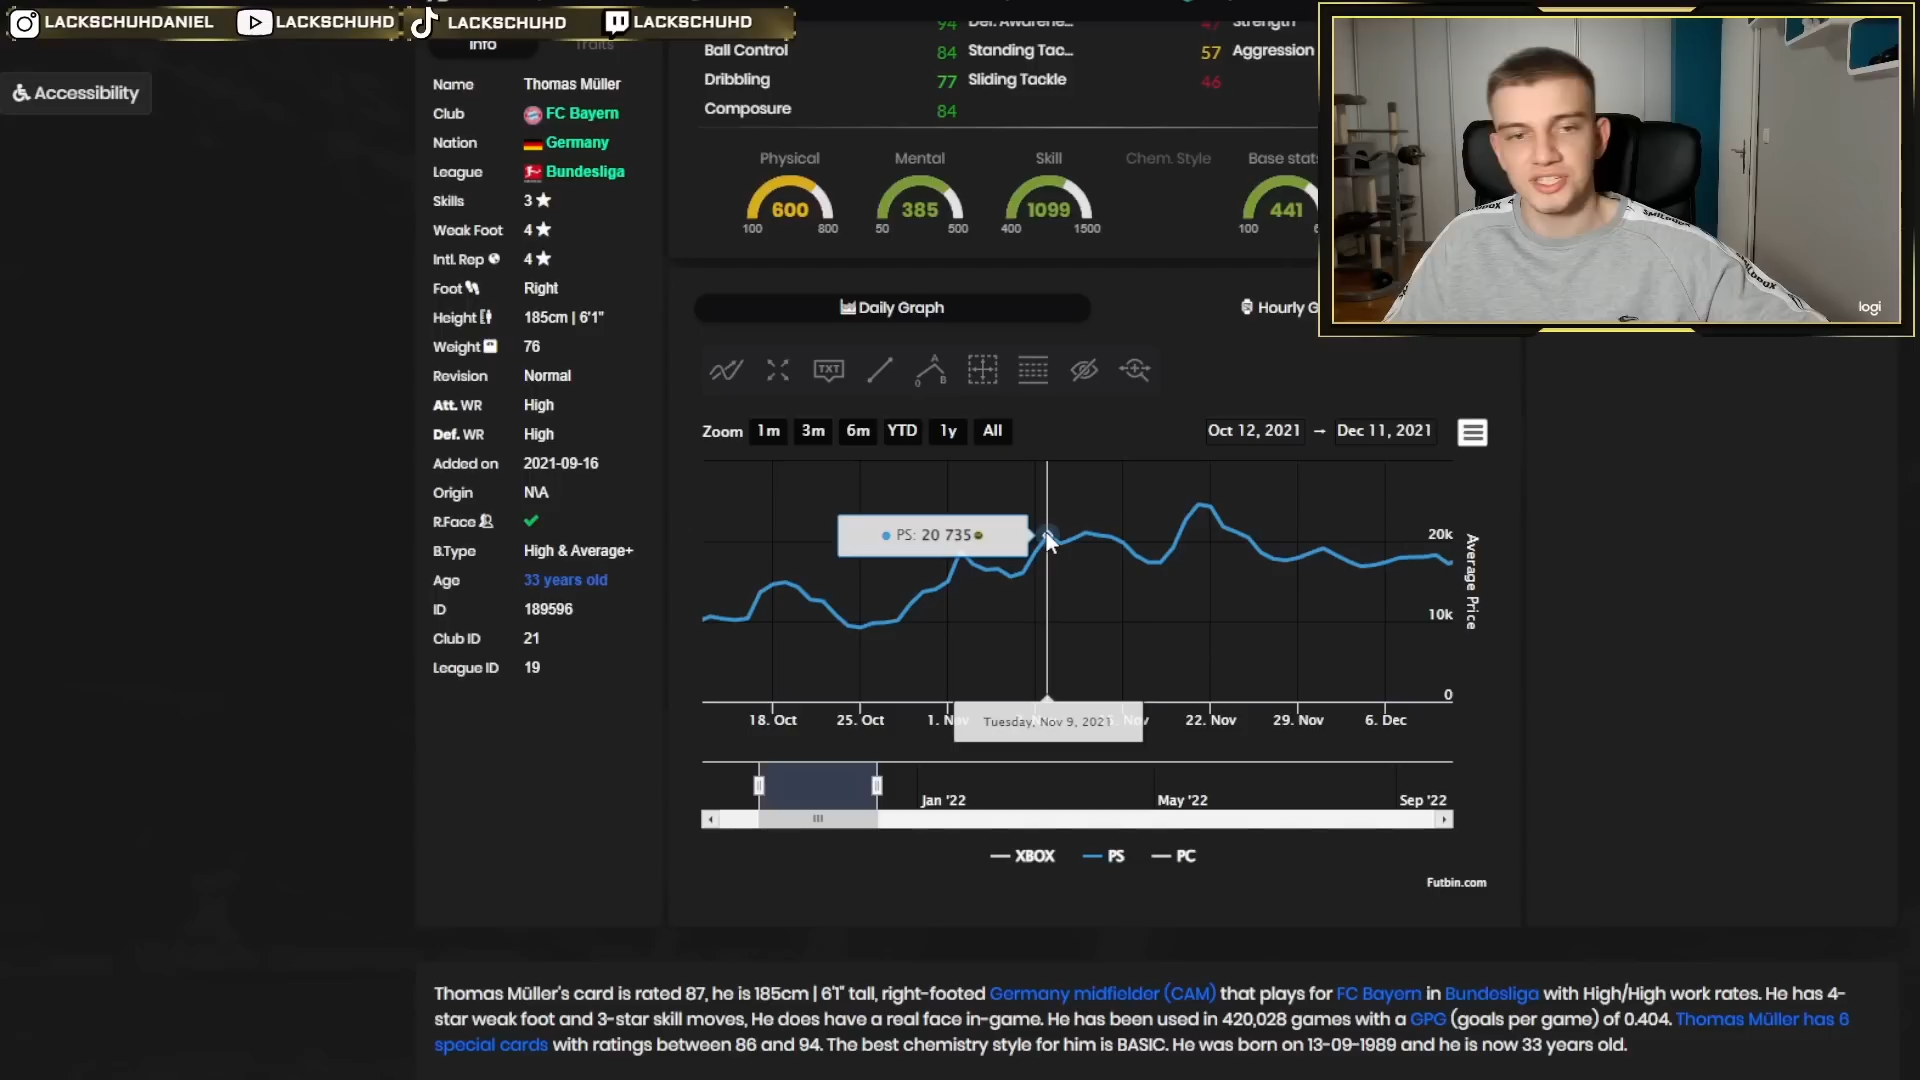 LACKSCHUHDANIEL LACKSCHUHD LACKSCHUHD LACKSCHUHD
Info Traits
Accessibility
Name Thomas Müller
Club FC Bayern
Nation Germany
League Bundesliga
Skills 3
Weak Foot 4
Intl. Rep 4
Foot Right
Height 185cm | 6'1"
Weight 76
Revision Normal
Att. WR High
Def. WR High
Added on 2021-09-16
Origin N\A
R.Face
B.Type High & Average+
Age 33 years old
ID 189596
Club ID 21
League ID 19
94 Def. Awarene... 47 Strength
Ball Control 84 Standing Tac... 57 Aggression
Dribbling 77 Sliding Tackle 46
Composure 84
Physical Mental Skill Chem. Style Base stats
600 385 1099 441
100 800 50 500 400 1500 100
Daily Graph Hourly G
TXT A O B
Zoom 1m 3m 6m YTD 1y All Oct 12, 2021 → Dec 11, 2021
PS: 20 735
20k
10k
0
Average Price
18. Oct 25. Oct 1. Nov Nov 22. Nov 29. Nov 6. Dec
Tuesday, Nov 9, 2021
Jan '22 May '22 Sep '22
XBOX PS PC
Futbin.com
logi
Thomas Müller's card is rated 87, he is 185cm | 6'1" tall, right-footed Germany midfielder (CAM) that plays for FC Bayern in Bundesliga with High/High work rates. He has 4-
star weak foot and 3-star skill moves, He does have a real face in-game. He has been used in 420,028 games with a GPG (goals per game) of 0.404. Thomas Müller has 6
special cards with ratings between 86 and 94. The best chemistry style for him is BASIC. He was born on 13-09-1989 and he is now 33 years old.